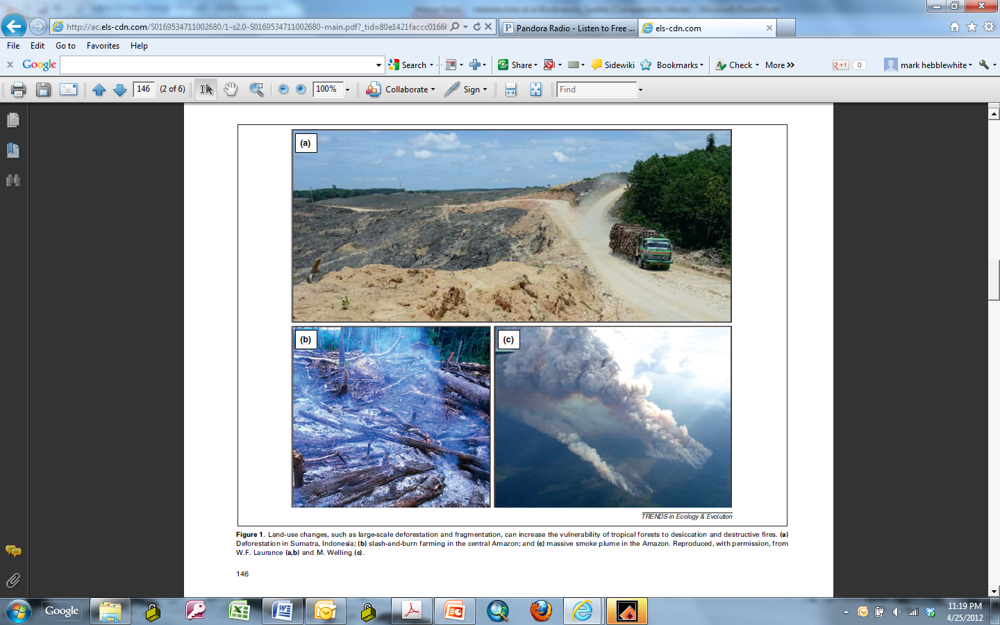 http://ac.els-cdn.com/S0169534711002680/1-s2.0-S0169534711002680-main.pdf?_tid=80e1421faccc0166
Pandora Radio - Listen to Free ...
els-cdn.com
File Edit Go to Favorites Help
x Google Search Share Sidewiki Bookmarks Check More >> +1 0 mark hebblewhite
146 (2 of 6) 100% Collaborate Sign Find
(a)
(b)
(c)
TRENDS in Ecology & Evolution
Figure 1. Land-use changes, such as large-scale deforestation and fragmentation, can increase the vulnerability of tropical forests to desiccation and destructive fires. (a)
Deforestation in Sumatra, Indonesia; (b) slash-and-burn farming in the central Amazon; and (c) massive smoke plume in the Amazon. Reproduced, with permission, from
W.F. Laurance (a,b) and M. Welling (c).
146
Google
11:19 PM
4/25/2012